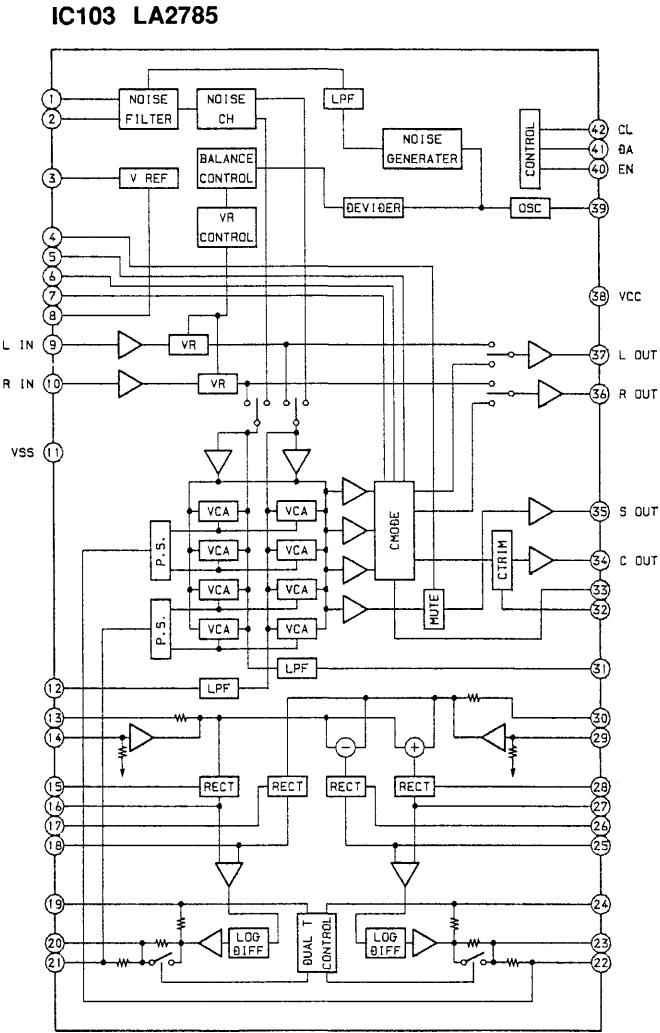 IC103 LA2785
1
2
3
4
5
6
7
8
L IN 9
R IN 10
VSS 11
12
13
14
15
16
17
18
19
20
21
NOISE
FILTER
NOISE
CH
LPF
NOISE
GENERATER
CONTROL
42 CL
41 DA
40 EN
V REF
BALANCE
CONTROL
VR
CONTROL
DEVIDER
OSC
39
38 VCC
VR
VR
37 L OUT
36 R OUT
VCA
VCA
VCA
VCA
VCA
VCA
VCA
VCA
P.S.
P.S.
CMODE
MUTE
CTRIM
35 S OUT
34 C OUT
33
32
31
LPF
LPF
30
29
−
+
RECT
RECT
RECT
RECT
28
27
26
25
24
23
22
LOG
DIFF
DUAL T
CONTROL
LOG
DIFF